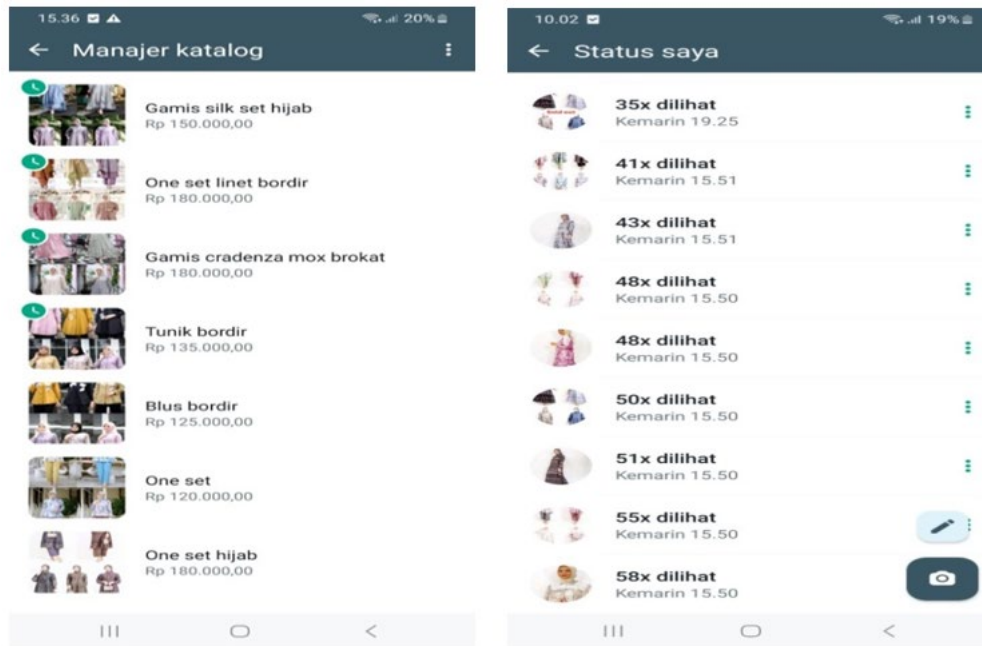 15.36
20%
Manajer katalog
Gamis silk set hijab
Rp 150.000,00
One set linet bordir
Rp 180.000,00
Gamis cradenza mox brokat
Rp 180.000,00
Tunik bordir
Rp 135.000,00
Blus bordir
Rp 125.000,00
One set
Rp 120.000,00
One set hijab
Rp 180.000,00
10.02
19%
Status saya
35x dilihat
Kemarin 19.25
41x dilihat
Kemarin 15.51
43x dilihat
Kemarin 15.51
48x dilihat
Kemarin 15.50
48x dilihat
Kemarin 15.50
50x dilihat
Kemarin 15.50
51x dilihat
Kemarin 15.50
55x dilihat
Kemarin 15.50
58x dilihat
Kemarin 15.50